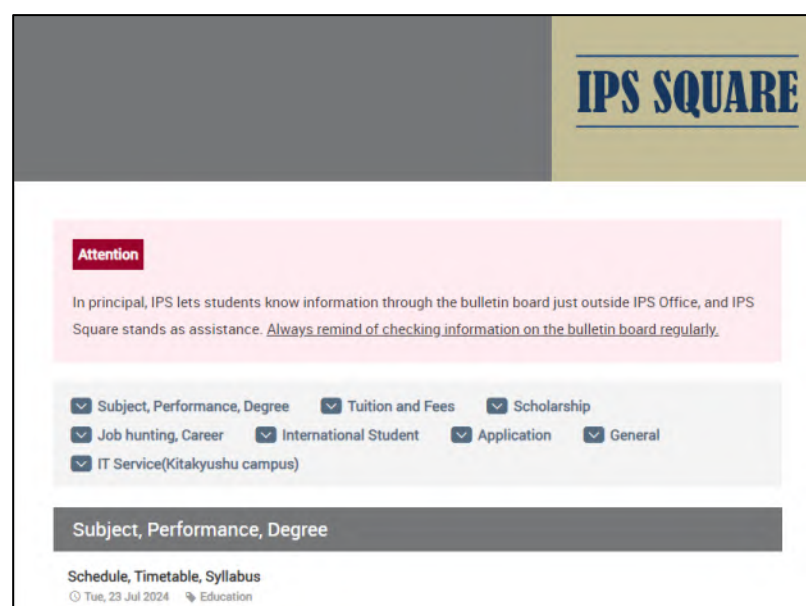 IPS SQUARE
Attention
In principal, IPS lets students know information through the bulletin board just outside IPS Office, and IPS
Square stands as assistance. Always remind of checking information on the bulletin board regularly.
Subject, Performance, Degree Tuition and Fees Scholarship
Job hunting, Career International Student Application General
IT Service(Kitakyushu campus)
Subject, Performance, Degree
Schedule, Timetable, Syllabus
Tue, 23 Jul 2024 Education